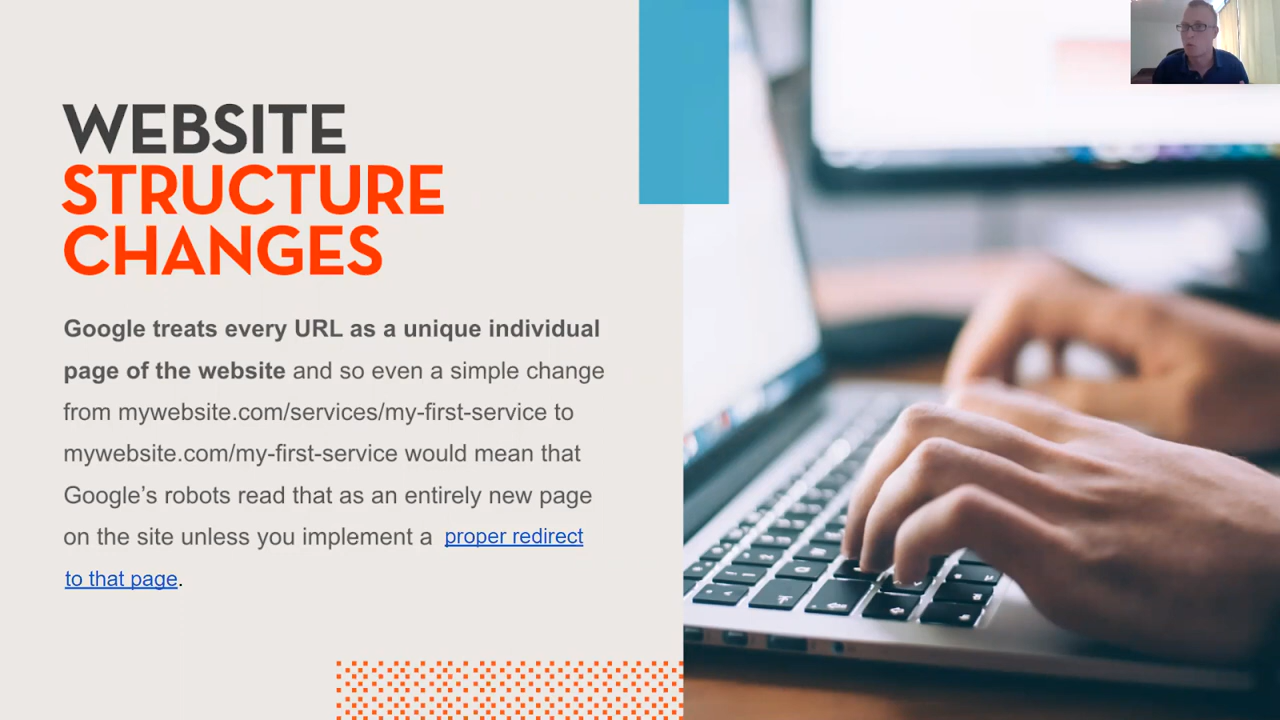 WEBSITE
STRUCTURE
CHANGES
Google treats every URL as a unique individual
page of the website and so even a simple change
from mywebsite.com/services/my-first-service to
mywebsite.com/my-first-service would mean that
Google’s robots read that as an entirely new page
on the site unless you implement a proper redirect
to that page.